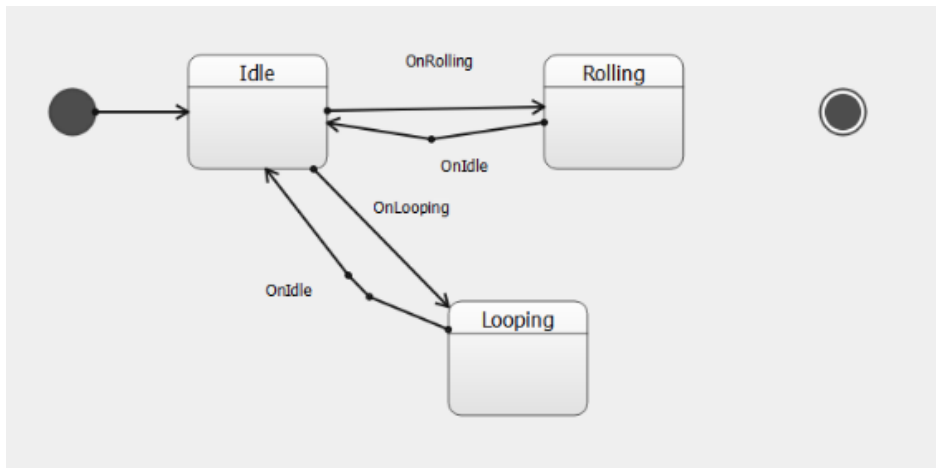 Idle
OnRolling
Rolling
OnIdle
OnLooping
OnIdle
Looping